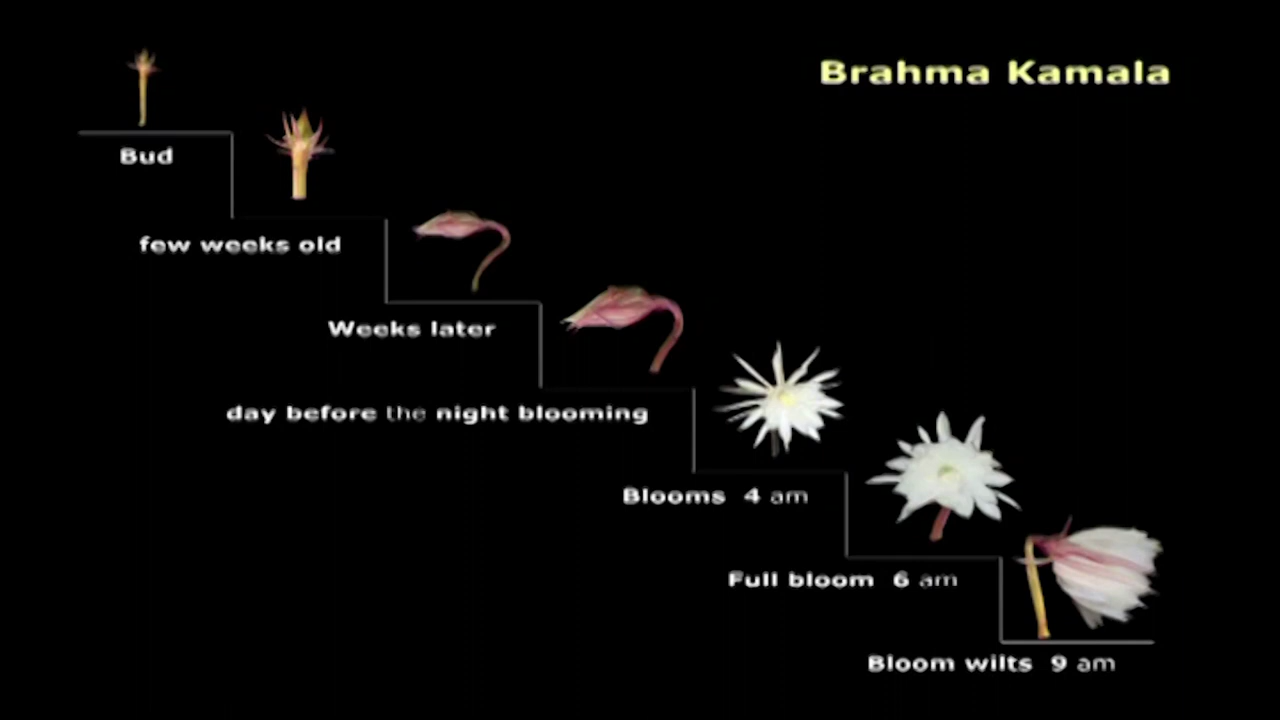 Brahma Kamala
Bud
few weeks old
Weeks later
day before the night blooming
Blooms 4 am
Full bloom 6 am
Bloom wilts 9 am